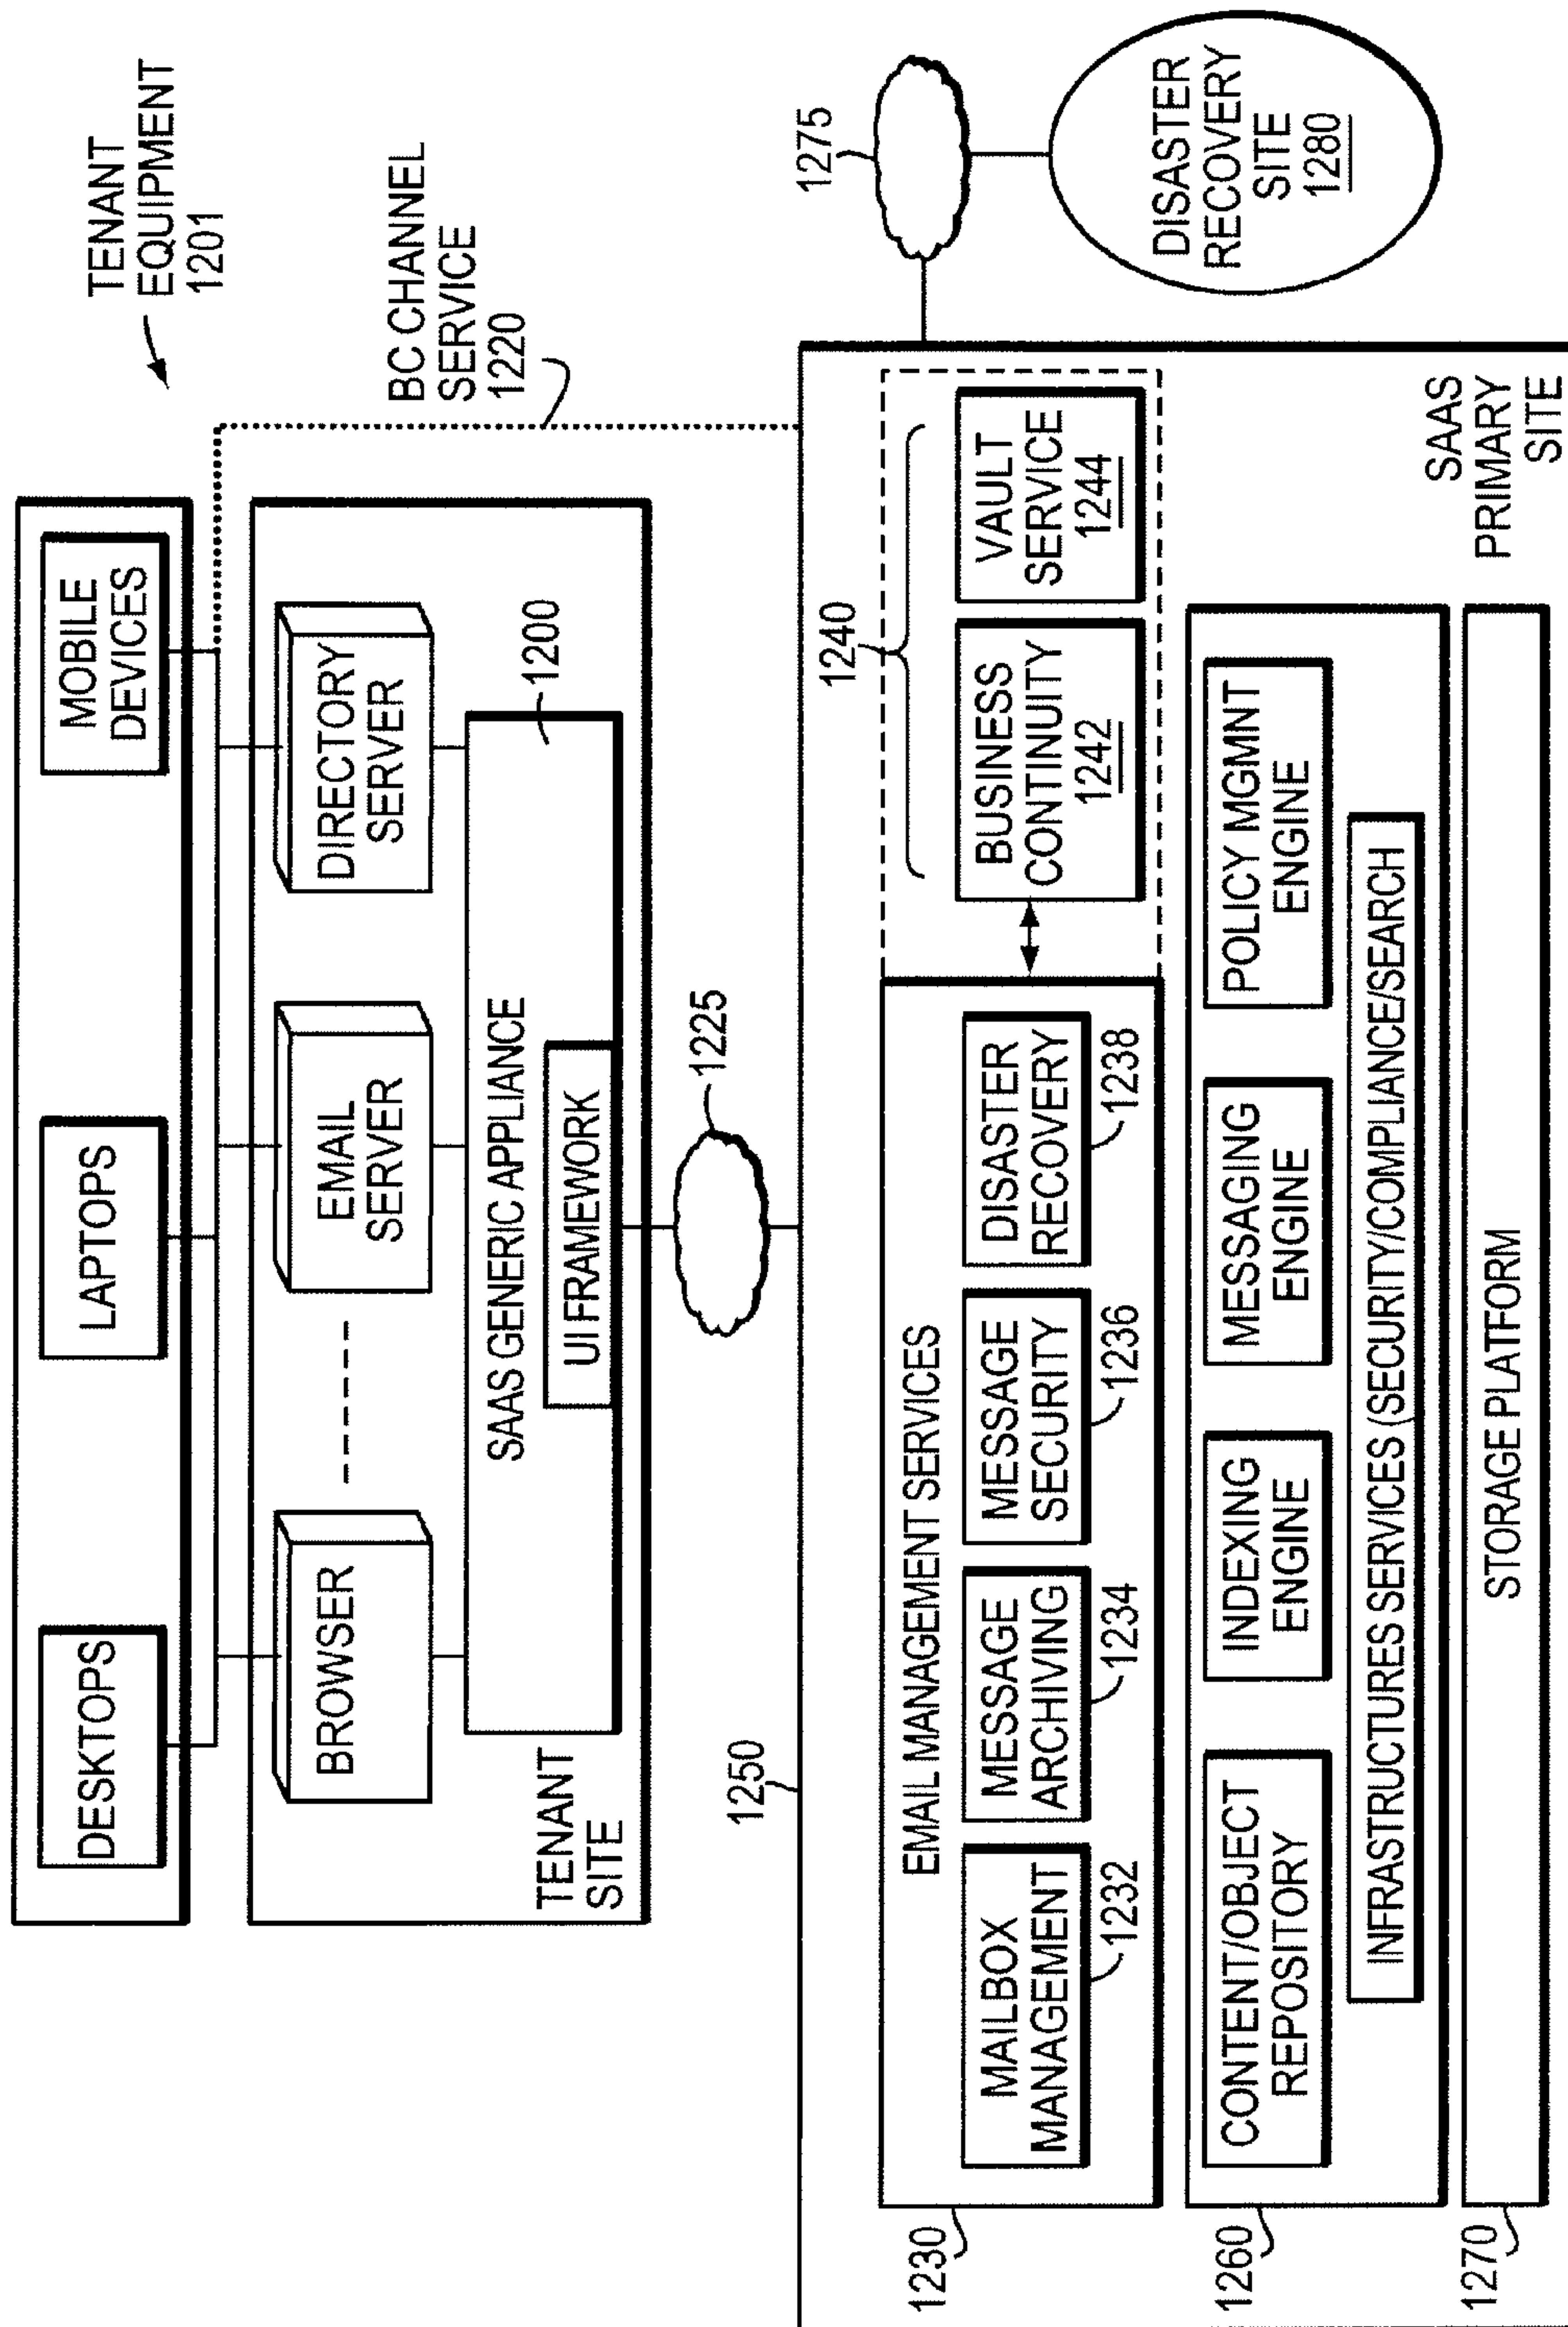 TENANT
EQUIPMENT
1201
DESKTOPS
LAPTOPS
MOBILE
DEVICES
BC CHANNEL
SERVICE
1220
BROWSER
EMAIL
SERVER
DIRECTORY
SERVER
SAAS GENERIC APPLIANCE
1200
UI FRAMEWORK
TENANT
SITE
1225
1250
1275
DISASTER
RECOVERY
SITE
1280
1230
EMAIL MANAGEMENT SERVICES
MAILBOX
MANAGEMENT
1232
MESSAGE
ARCHIVING
1234
MESSAGE
SECURITY
1236
DISASTER
RECOVERY
1238
1240
BUSINESS
CONTINUITY
1242
VAULT
SERVICE
1244
1260
CONTENT/OBJECT
REPOSITORY
INDEXING
ENGINE
MESSAGING
ENGINE
POLICY MGMNT
ENGINE
INFRASTRUCTURES SERVICES (SECURITY/COMPLIANCE/SEARCH
1270
STORAGE PLATFORM
SAAS
PRIMARY
SITE